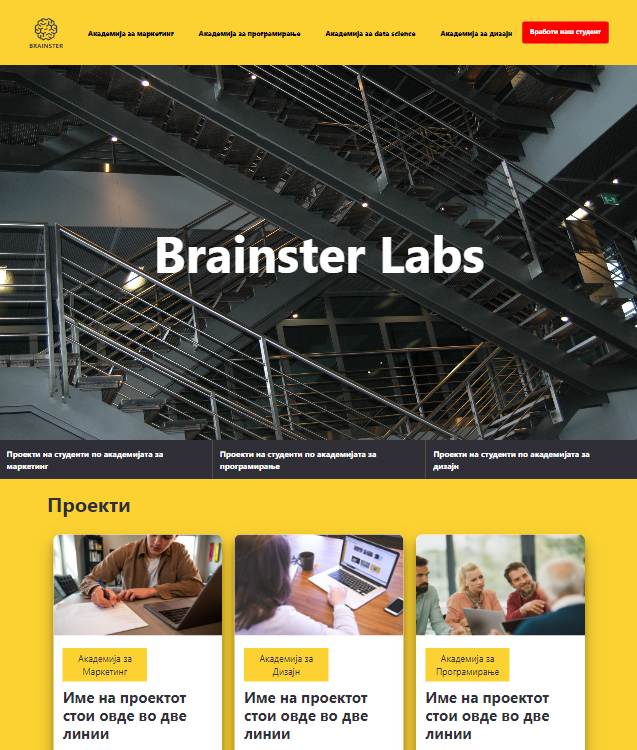 BRAINSTER
Академија за маркетинг
Академија за програмирање
Академија за data science
Академија за дизајн
Вработи наш студент
Brainster Labs
Проекти на студенти по академијата за
маркетинг
Проекти на студенти по академијата за
програмирање
Проекти на студенти по академијата за
дизајн
Проекти
Академија за
Маркетинг
Име на проектот
стои овде во две
линии
Академија за
Дизајн
Име на проектот
стои овде во две
линии
Академија за
Програмирање
Име на проектот
стои овде во две
линии